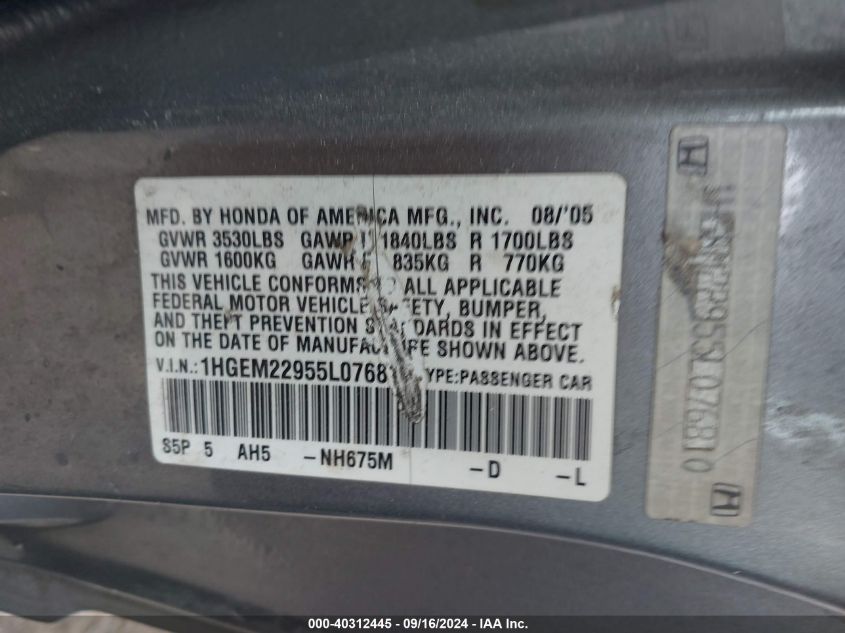 MFD. BY HONDA OF AMERICA MFG., INC. 08/'05
GVWR 3530LBS GAWR 1840LBS R 1700LBS
GVWR 1600KG GAWR 835KG R 770KG
THIS VEHICLE CONFORMS ALL APPLICABLE
FEDERAL MOTOR VEHICLE SAFETY, BUMPER,
AND THEFT PREVENTION STANDARDS IN EFFECT
ON THE DATE OF MANUFACTURE SHOWN ABOVE.
V.I.N.: TYPE:PASSENGER CAR
S5P 5 AH5 -NH675M -D -L
000-40312445 - 09/16/2024 - IAA Inc.